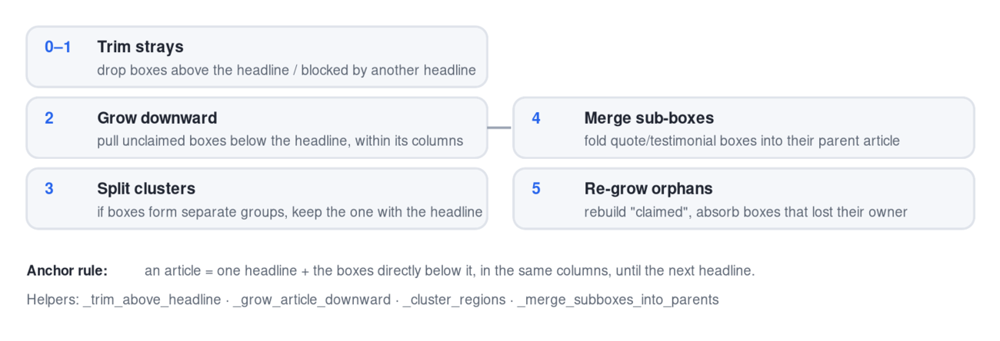 0–1 Trim strays
drop boxes above the headline / blocked by another headline
2 Grow downward
pull unclaimed boxes below the headline, within its columns
3 Split clusters
if boxes form separate groups, keep the one with the headline
4 Merge sub-boxes
fold quote/testimonial boxes into their parent article
5 Re-grow orphans
rebuild "claimed", absorb boxes that lost their owner
Anchor rule: an article = one headline + the boxes directly below it, in the same columns, until the next headline.
Helpers: _trim_above_headline · _grow_article_downward · _cluster_regions · _merge_subboxes_into_parents